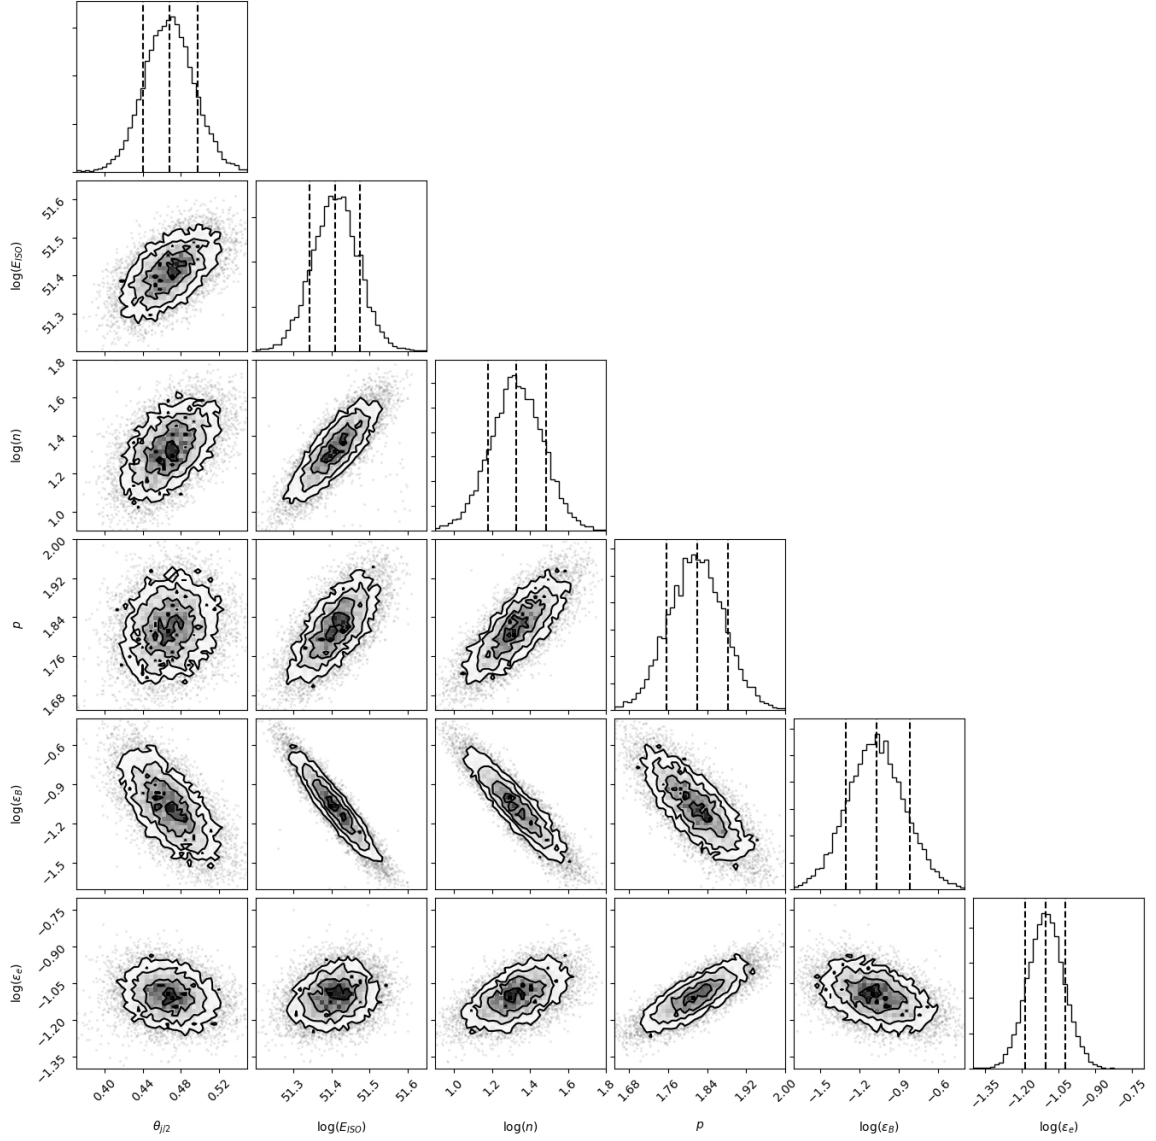 51.6
51.5
51.4
51.3
log(E_{ISO})
1.8
1.6
1.4
1.2
1.0
log(n)
2.00
1.92
1.84
1.76
1.68
p
−0.6
−0.9
−1.2
−1.5
log(ε_B)
−0.75
−0.90
−1.05
−1.20
−1.35
log(ε_e)
0.40 0.44 0.48 0.52
51.3 51.4 51.5 51.6
1.0 1.2 1.4 1.6 1.8
1.68 1.76 1.84 1.92 2.00
−1.5 −1.2 −0.9 −0.6
−1.35 −1.20 −1.05 −0.90 −0.75
θ_{j/2} log(E_{ISO}) log(n) p log(ε_B) log(ε_e)